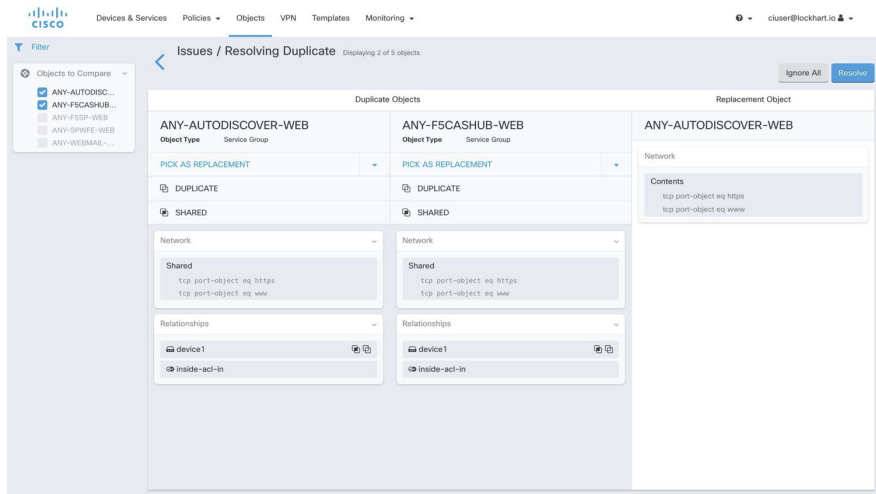 CISCO
Devices & Services Policies Objects VPN Templates Monitoring ciuser@lockhart.io
Filter
Issues / Resolving Duplicate Displaying 2 of 5 objects
Ignore All Resolve
Objects to Compare
ANY-AUTODISC...
ANY-F5CASHUB...
ANY-F5SP-WEB
ANY-SPWFE-WEB
ANY-WEBMAIL-...
Duplicate Objects
ANY-AUTODISCOVER-WEB
Object Type Service Group
PICK AS REPLACEMENT
DUPLICATE
SHARED
Network
Shared
tcp port-object eq https
tcp port-object eq www
Relationships
device1
inside-acl-in
ANY-F5CASHUB-WEB
Object Type Service Group
PICK AS REPLACEMENT
DUPLICATE
SHARED
Network
Shared
tcp port-object eq https
tcp port-object eq www
Relationships
device1
inside-acl-in
Replacement Object
ANY-AUTODISCOVER-WEB
Network
Contents
tcp port-object eq https
tcp port-object eq www